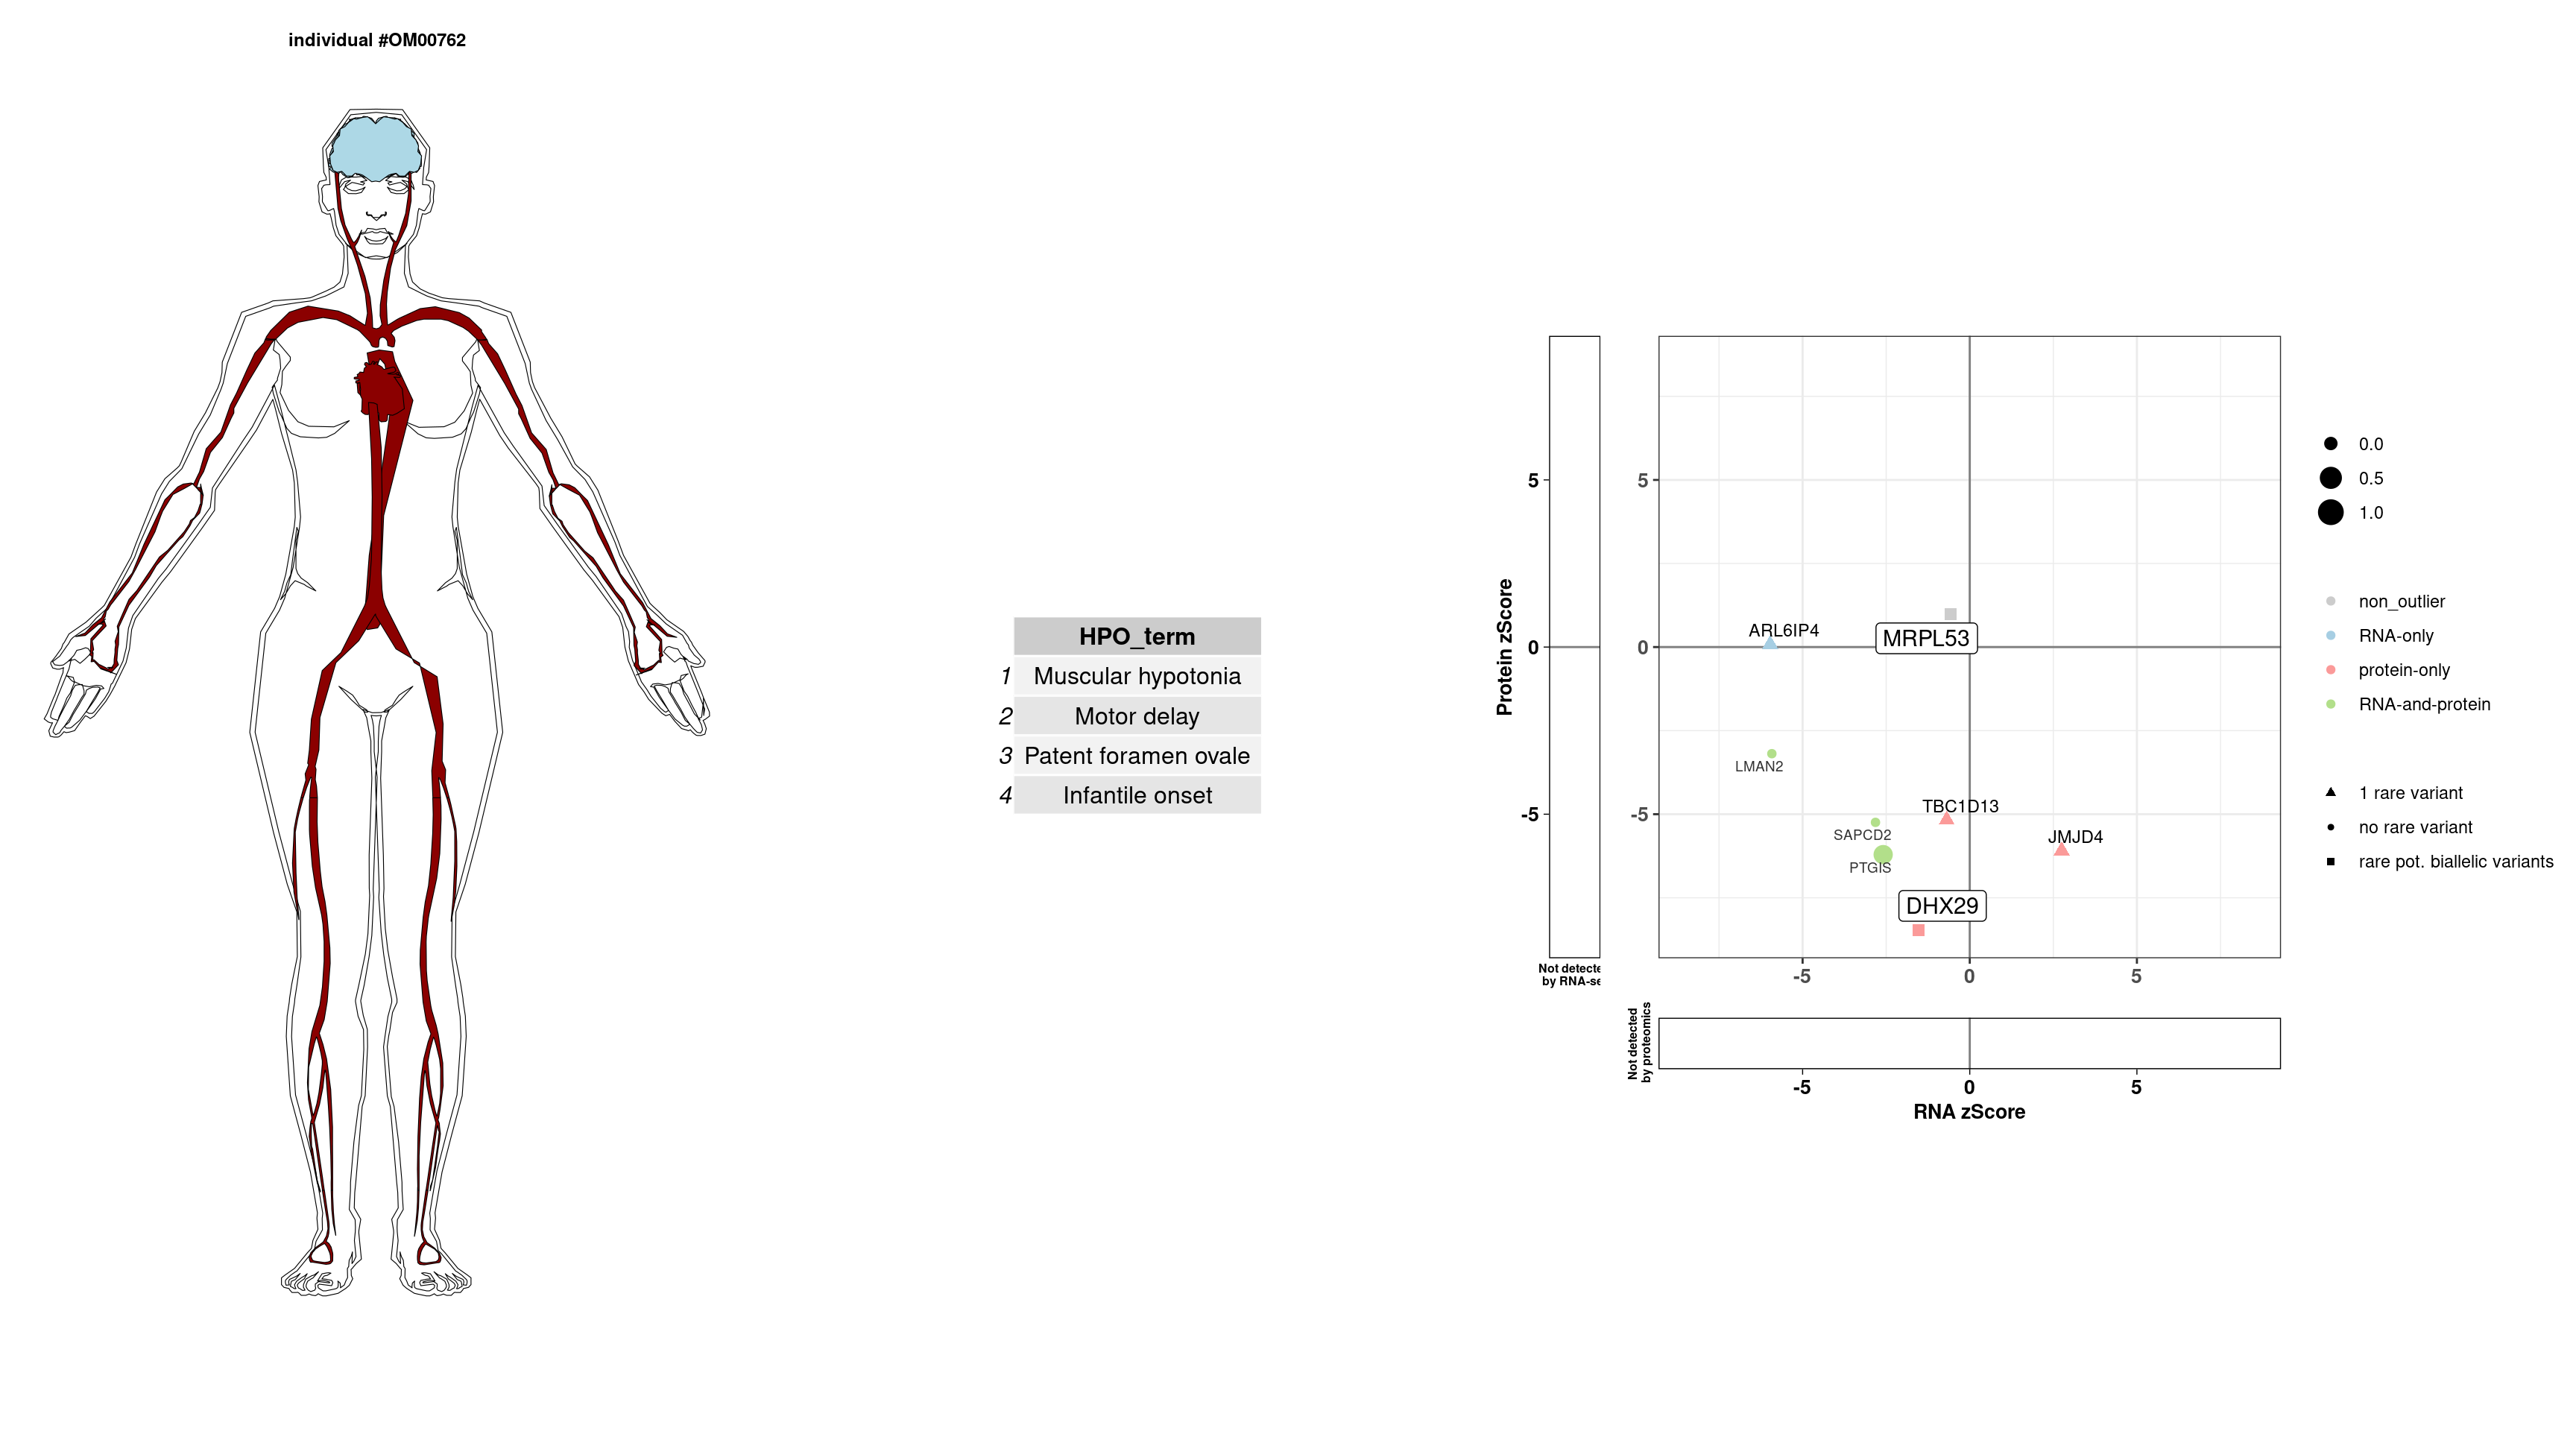 individual #OM00762
HPO_term
1 Muscular hypotonia
2 Motor delay
3 Patent foramen ovale
4 Infantile onset
Protein zScore
5
0
-5
Not detecte
by RNA-se
5
0
-5
ARL6IP4
MRPL53
LMAN2
TBC1D13
SAPCD2
JMJD4
PTGIS
DHX29
-5 0 5
Not detected
by proteomics
-5 0 5
RNA zScore
0.0
0.5
1.0
non_outlier
RNA-only
protein-only
RNA-and-protein
1 rare variant
no rare variant
rare pot. biallelic variants